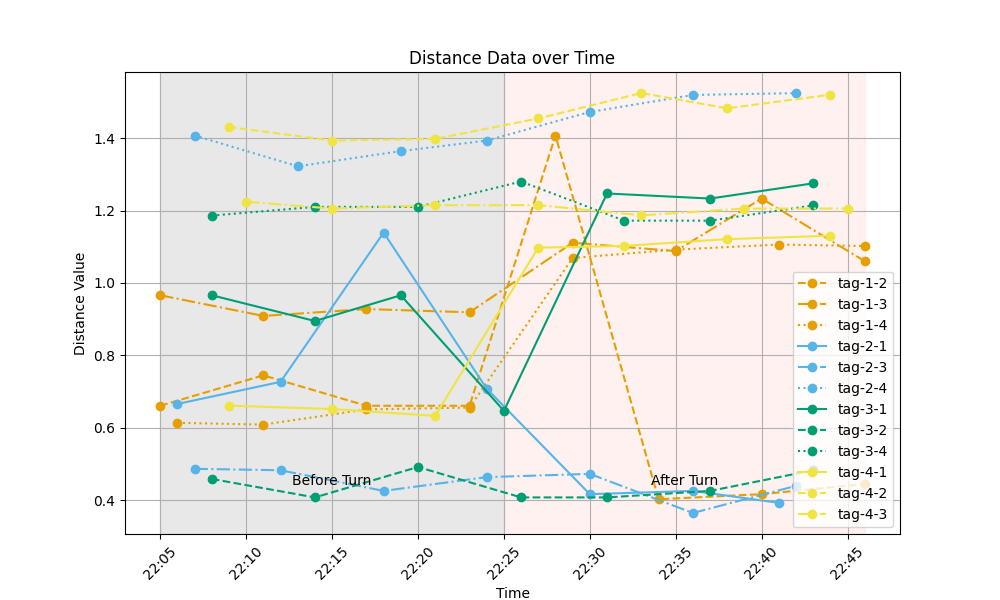 Distance Data over Time
Distance Value
1.4
1.2
1.0
0.8
0.6
0.4
Before Turn
After Turn
tag-1-2
tag-1-3
tag-1-4
tag-2-1
tag-2-3
tag-2-4
tag-3-1
tag-3-2
tag-3-4
tag-4-1
tag-4-2
tag-4-3
22:05
22:10
22:15
22:20
22:25
22:30
22:35
22:40
22:45
Time